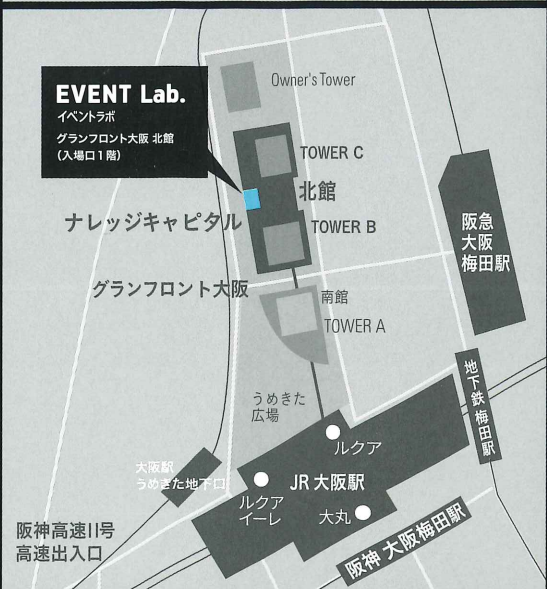 EVENT Lab.
イベントラボ
グランフロント大阪 北館
（入場口1階）
Owner's Tower
TOWER C
北館
ナレッジキャピタル
TOWER B
阪急
大阪
梅田駅
グランフロント大阪
南館
TOWER A
地下鉄 梅田駅
うめきた
広場
ルクア
大阪駅
うめきた地下口
JR 大阪駅
ルクア
イーレ
大丸
阪神高速11号
高速出入口
阪神 大阪梅田駅